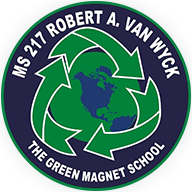 MS 217 ROBERT A. VAN WYCK
THE GREEN MAGNET SCHOOL